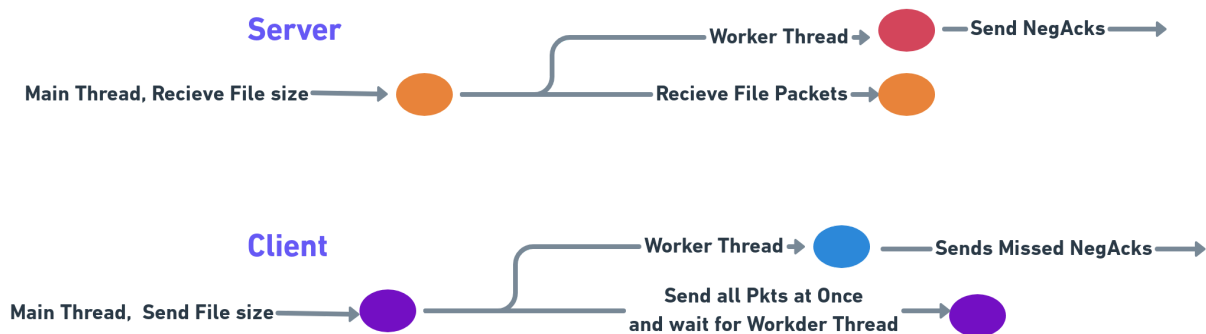 Server
Worker Thread
Send NegAcks
Main Thread, Recieve File size
Recieve File Packets
Client
Worker Thread
Sends Missed NegAcks
Main Thread,  Send File size
Send all Pkts at Once
and wait for Workder Thread